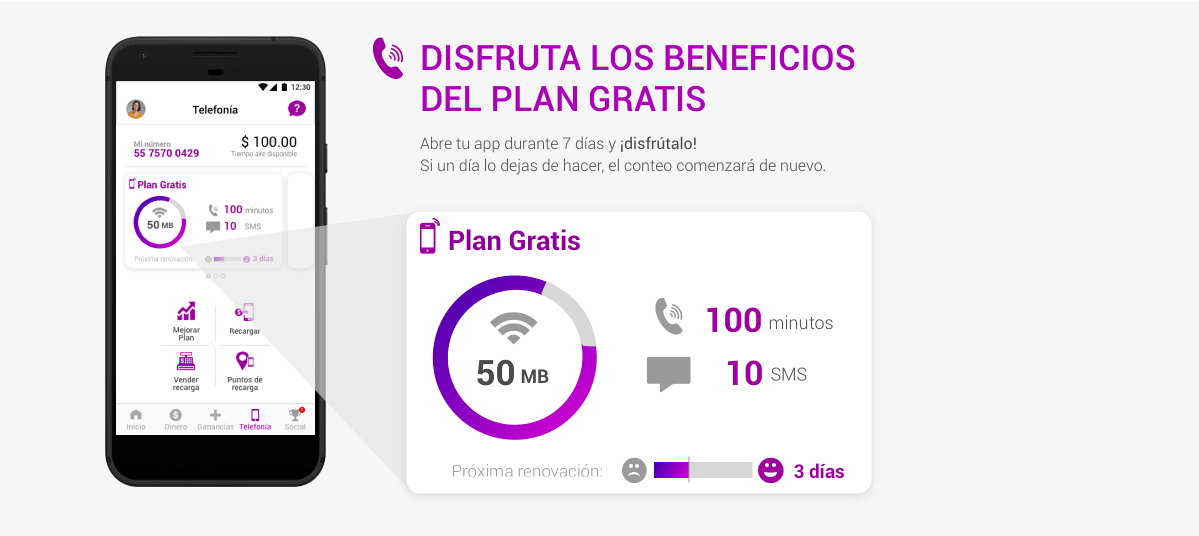 DISFRUTA LOS BENEFICIOS
DEL PLAN GRATIS
Abre tu app durante 7 días y ¡disfrútalo!
Si un día lo dejas de hacer, el conteo comenzará de nuevo.
12:30
Telefonía
?
Mi número
55 7570 0429
$ 100.00
Tiempo aire disponible
Plan Gratis
50 MB
100 minutos
10 SMS
Próxima renovación:
3 días
Mejorar
Plan
Recargar
Vender
recarga
Puntos de
recarga
Inicio
Dinero
Ganancias
Telefonía
Social
Plan Gratis
50 MB
100 minutos
10 SMS
Próxima renovación:
3 días